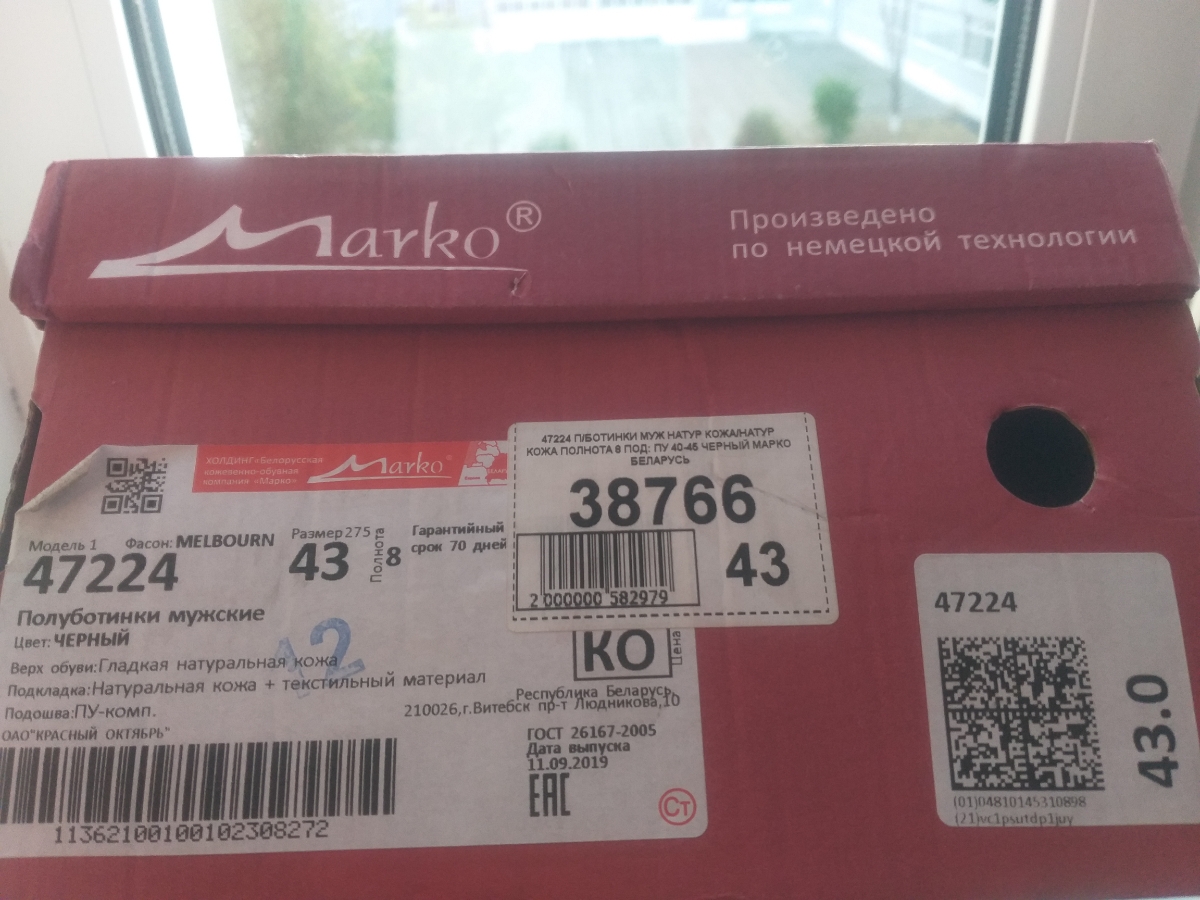 Marko®
Произведено
по немецкой технологии
ХОЛДИНГ «Белорусская
кожевенно-обувная
компания «Марко»
Marko
Модель 1 Фасон: MELBOURN
47224
Размер 275
43
Полнота
8
Гарантийный
срок 70 дней
Полуботинки мужские
Цвет: ЧЕРНЫЙ
12
Верх обуви:Гладкая натуральная кожа
Подкладка:Натуральная кожа + текстильный материал
Подошва:ПУ-комп.
ОАО"КРАСНЫЙ ОКТЯБРЬ"
11362100100102308272
47224 П/БОТИНКИ МУЖ НАТУР КОЖА/НАТУР
КОЖА ПОЛНОТА 8 ПОД: ПУ 40-45 ЧЕРНЫЙ МАРКО
БЕЛАРУСЬ
38766
43
2 000000 582979
КО
Цена
Республика Беларусь,
210026,г.Витебск пр-т Людникова,10
ГОСТ 26167-2005
Дата выпуска
11.09.2019
ЕАС
Ст
47224
43.0
(01)04810145310898
(21)vc1psutdp1juy